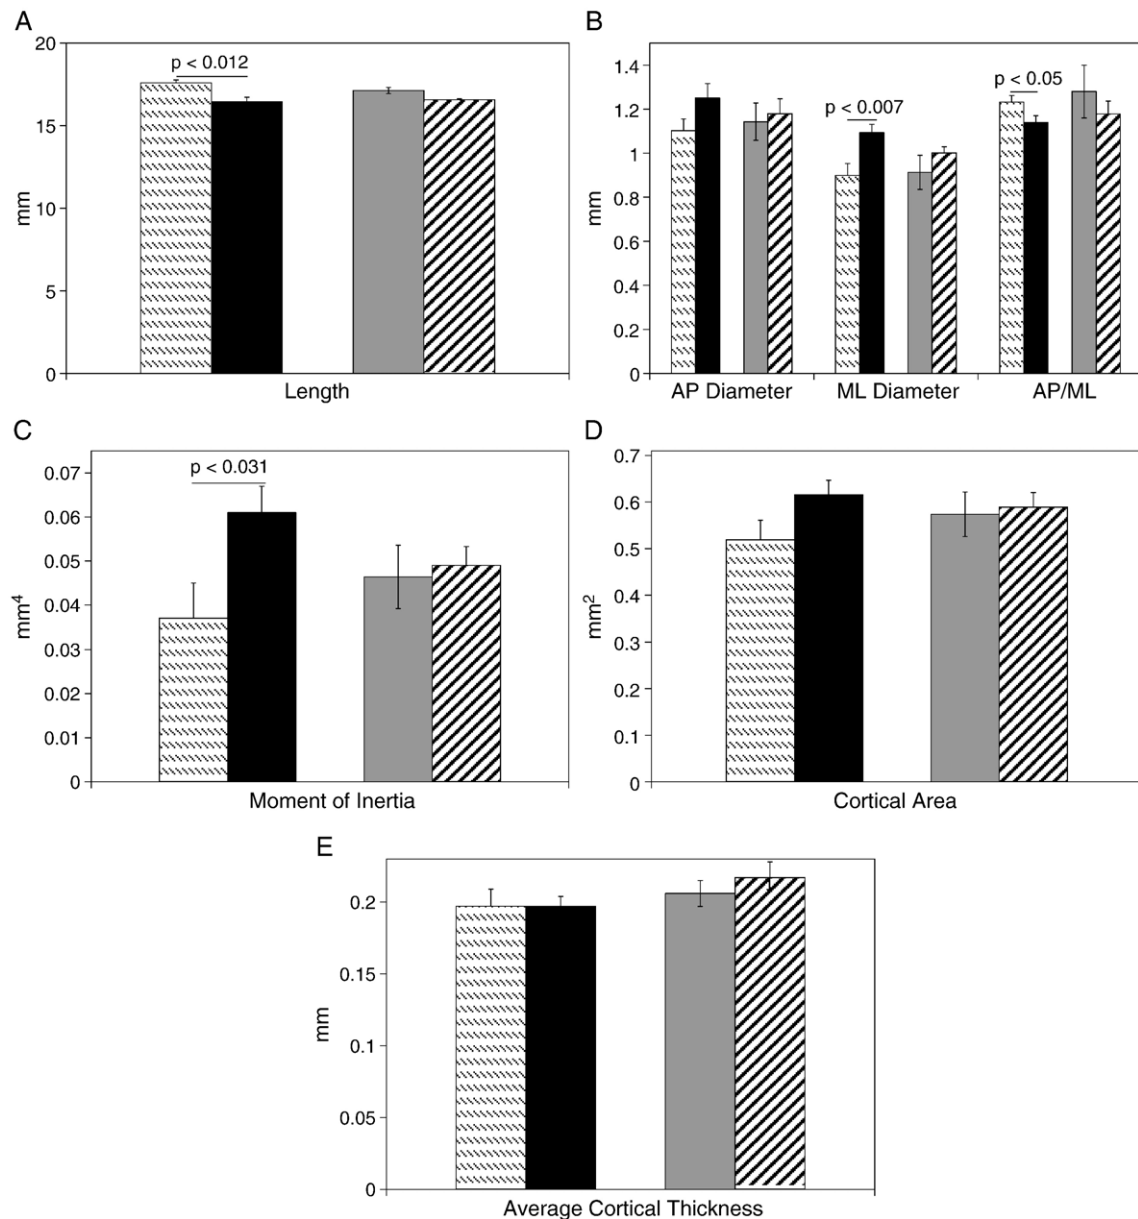 A
20
15
10
5
0
mm
p < 0.012
Length
B
1.4
1.2
1
0.8
0.6
0.4
0.2
0
mm
p < 0.007
p < 0.05
AP Diameter
ML Diameter
AP/ML
C
0.07
0.06
0.05
0.04
0.03
0.02
0.01
0
mm⁴
p < 0.031
Moment of Inertia
D
0.7
0.6
0.5
0.4
0.3
0.2
0.1
0
mm²
Cortical Area
E
0.2
0.15
0.1
0.05
0
mm
Average Cortical Thickness